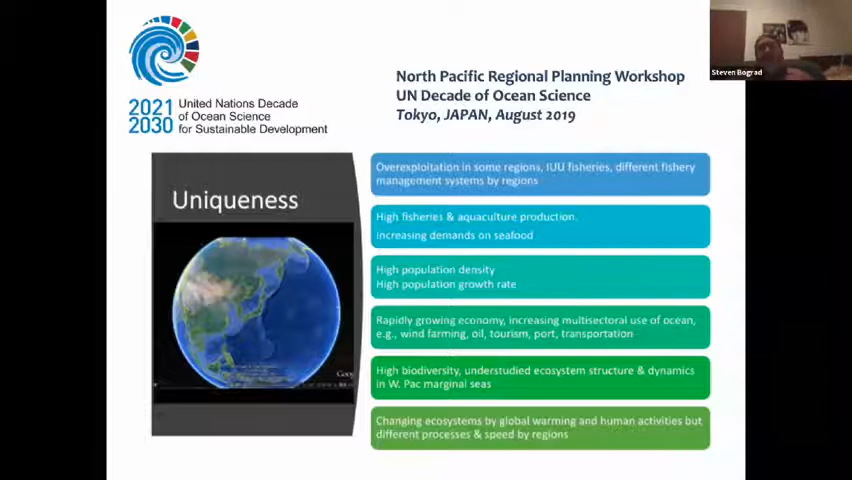 Steven Bograd
2021
2030
United Nations Decade
of Ocean Science
for Sustainable Development
North Pacific Regional Planning Workshop
UN Decade of Ocean Science
Tokyo, JAPAN, August 2019
Uniqueness
Overexploitation in some regions, IUU fisheries, different fishery
management systems by regions
High fisheries & aquaculture production.
Increasing demands on seafood
High population density
High population growth rate
Rapidly growing economy, increasing multisectoral use of ocean,
e.g., wind farming, oil, tourism, port, transportation
High biodiversity, understudied ecosystem structure & dynamics
in W. Pac marginal seas
Changing ecosystems by global warming and human activities but
different processes & speed by regions